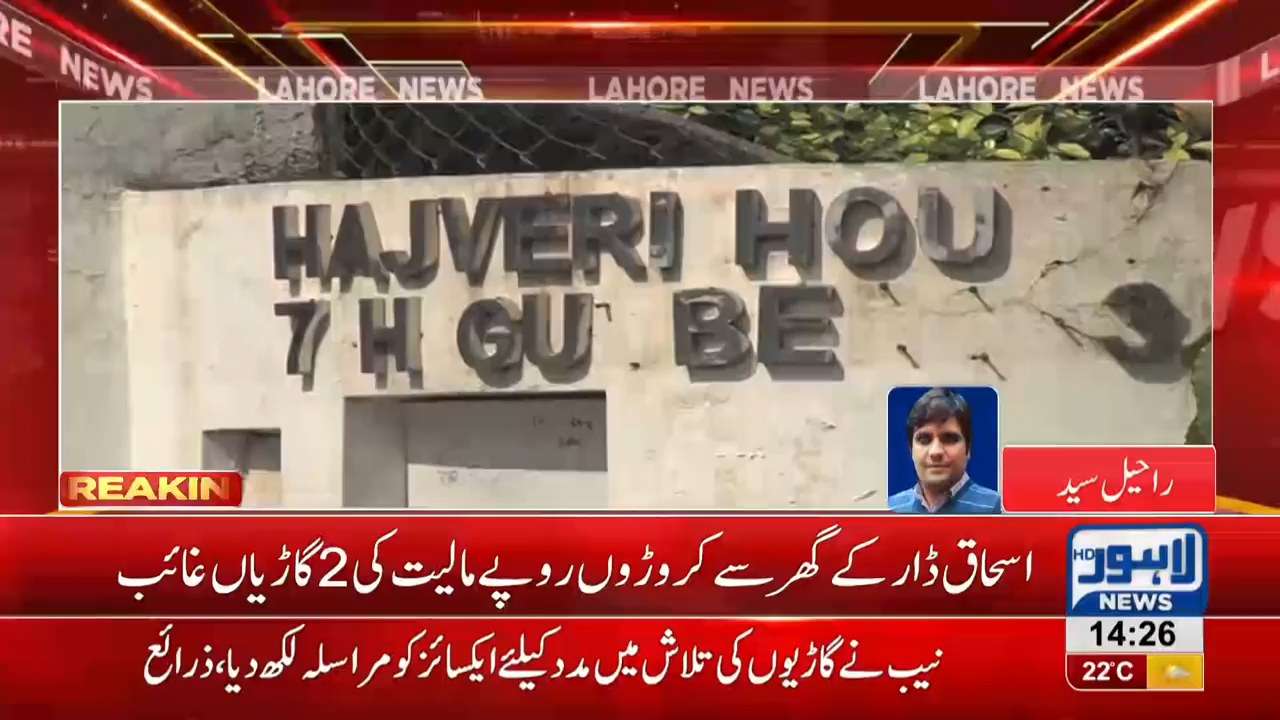 LAHORE NEWS LAHORE NEWS LAHORE NEWS
NEWS
HAJVERI HOU
7 H GU BE 3
REAKIN
راحیل سید
اسحاق ڈار کے گھر سے کروڑوں روپے مالیت کی 2 گاڑیاں غائب
نیب نے گاڑیوں کی تلاش میں مدد کیلئے ایکسائز کو مراسلہ لکھ دیا، ذرائع
HD
لاہور
NEWS
14:26
22°C